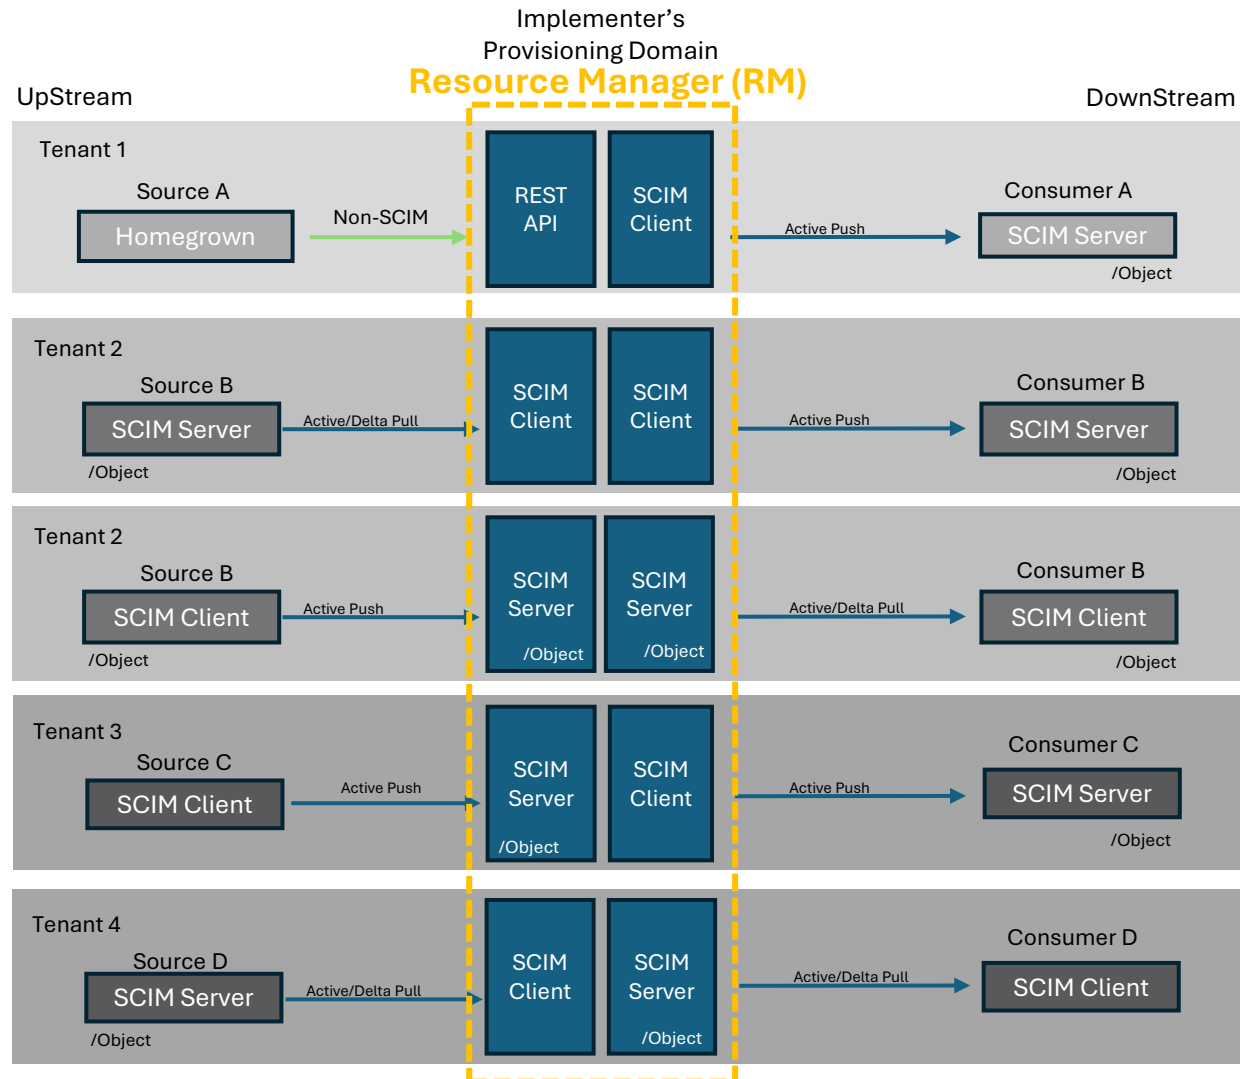 Implementer's
Provisioning Domain
Resource Manager (RM)
UpStream
DownStream
Tenant 1
Source A
Homegrown
Non-SCIM
REST
API
SCIM
Client
Active Push
Consumer A
SCIM Server
/Object
Tenant 2
Source B
SCIM Server
/Object
Active/Delta Pull
SCIM
Client
SCIM
Client
Active Push
Consumer B
SCIM Server
/Object
Tenant 2
Source B
SCIM Client
/Object
Active Push
SCIM
Server
/Object
SCIM
Server
/Object
Active/Delta Pull
Consumer B
SCIM Client
/Object
Tenant 3
Source C
SCIM Client
Active Push
SCIM
Server
/Object
SCIM
Client
Active Push
Consumer C
SCIM Server
/Object
Tenant 4
Source D
SCIM Server
/Object
Active/Delta Pull
SCIM
Client
SCIM
Server
/Object
Active/Delta Pull
Consumer D
SCIM Client